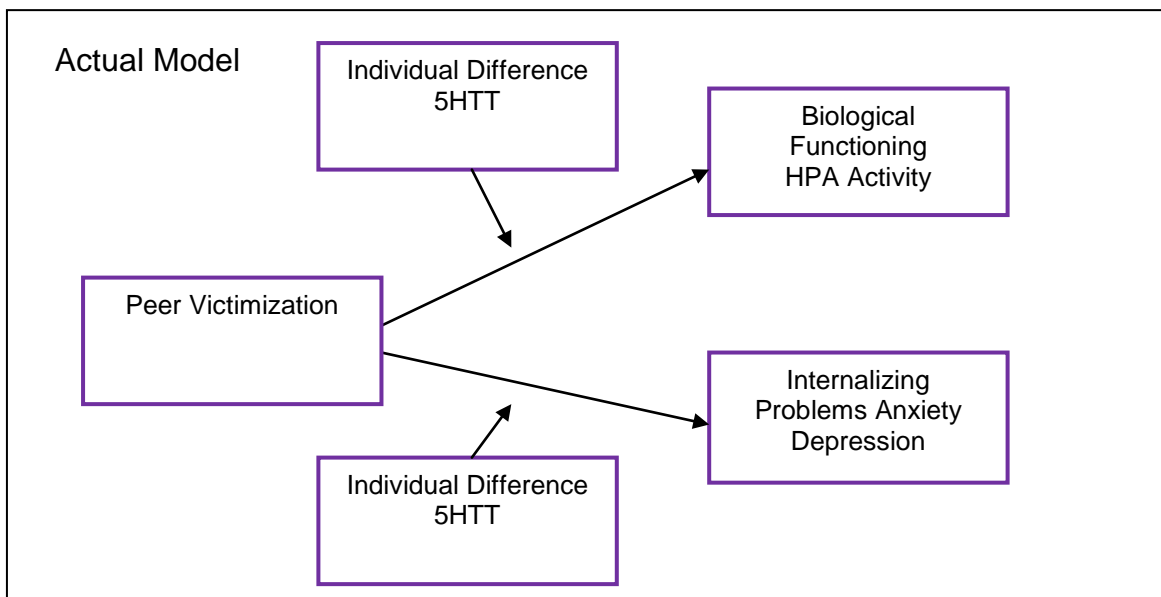 Actual Model
Individual Difference
5HTT
Biological
Functioning
HPA Activity
Peer Victimization
Internalizing
Problems Anxiety
Depression
Individual Difference
5HTT